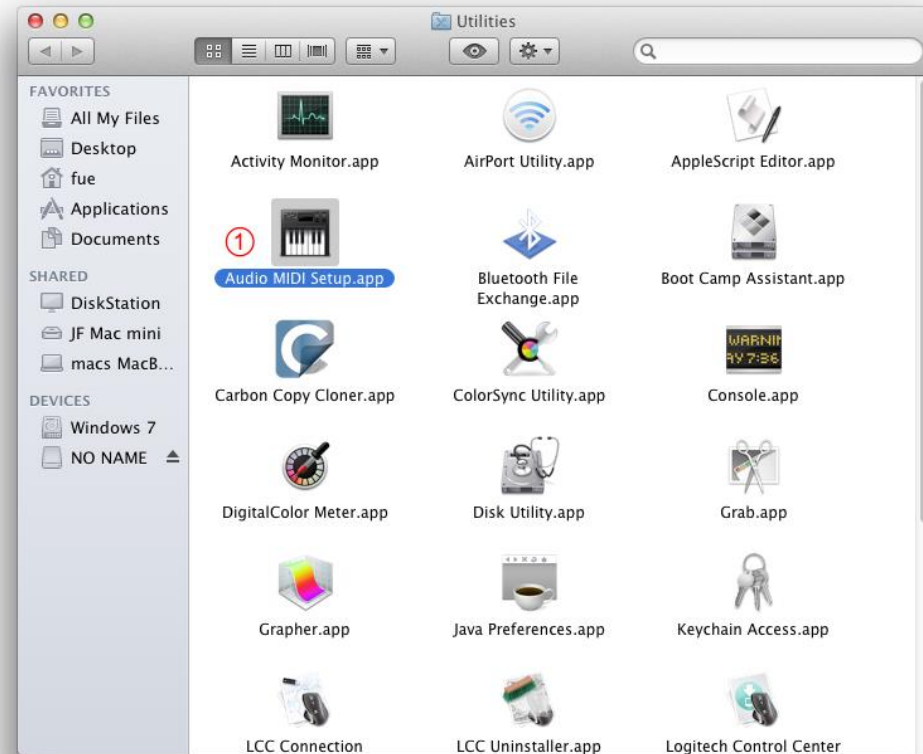 Utilities
FAVORITES
All My Files
Desktop
fue
Applications
Documents
SHARED
DiskStation
JF Mac mini
macs MacB...
DEVICES
Windows 7
NO NAME
Activity Monitor.app
AirPort Utility.app
AppleScript Editor.app
①
Audio MIDI Setup.app
Bluetooth File
Exchange.app
Boot Camp Assistant.app
WARNIN
AY 7:36
Carbon Copy Cloner.app
ColorSync Utility.app
Console.app
DigitalColor Meter.app
Disk Utility.app
Grab.app
Grapher.app
Java Preferences.app
Keychain Access.app
LCC Connection
LCC Uninstaller.app
Logitech Control Center